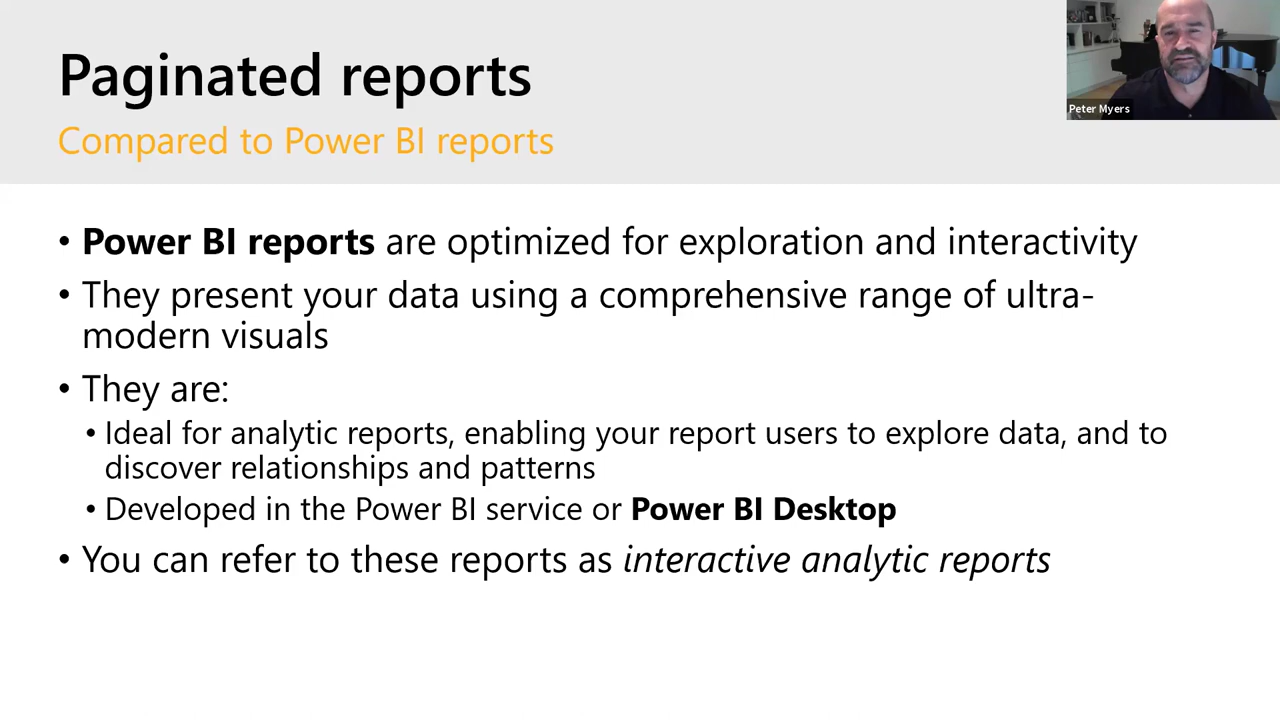 Paginated reports
Compared to Power BI reports
Peter Myers
• Power BI reports are optimized for exploration and interactivity
• They present your data using a comprehensive range of ultra-
modern visuals
• They are:
• Ideal for analytic reports, enabling your report users to explore data, and to
discover relationships and patterns
• Developed in the Power BI service or Power BI Desktop
• You can refer to these reports as interactive analytic reports